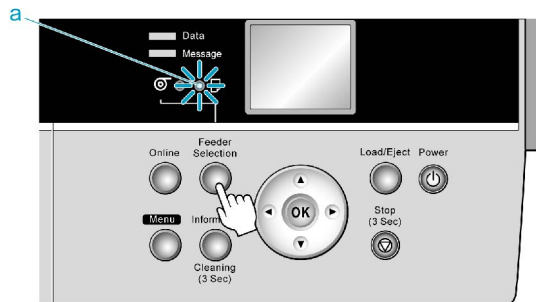 a
Data
Message
Feeder
Online Selection Load/Eject Power
OK
Stop
(3 Sec)
Menu Inform
Cleaning
(3 Sec)